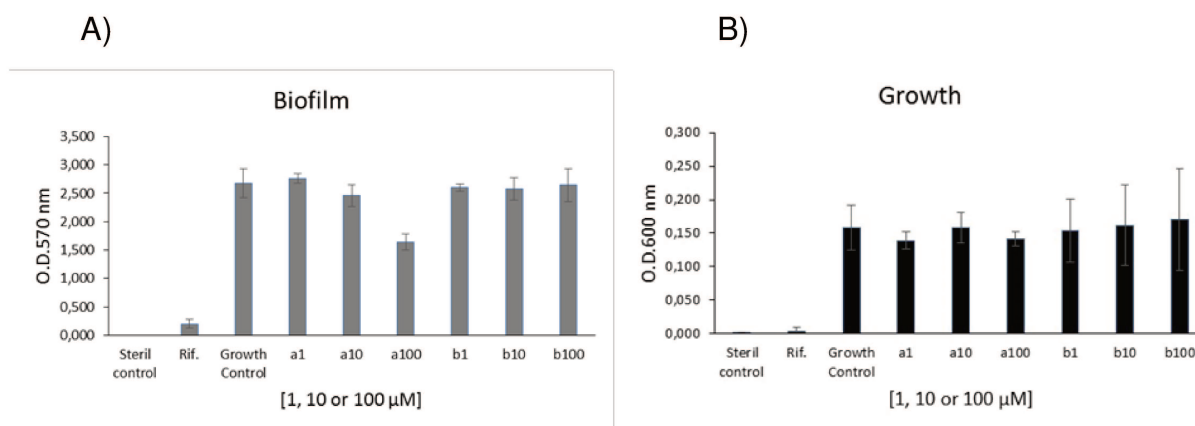 A)
Biofilm
O.D.570 nm
3,500
3,000
2,500
2,000
1,500
1,000
0,500
0,000
Steril control
Rif.
Growth Control
a1
a10
a100
b1
b10
b100
[1, 10 or 100 µM]
B)
Growth
O.D.600 nm
0,300
0,250
0,200
0,150
0,100
0,050
0,000
Steril control
Rif.
Growth Control
a1
a10
a100
b1
b10
b100
[1, 10 or 100 µM]